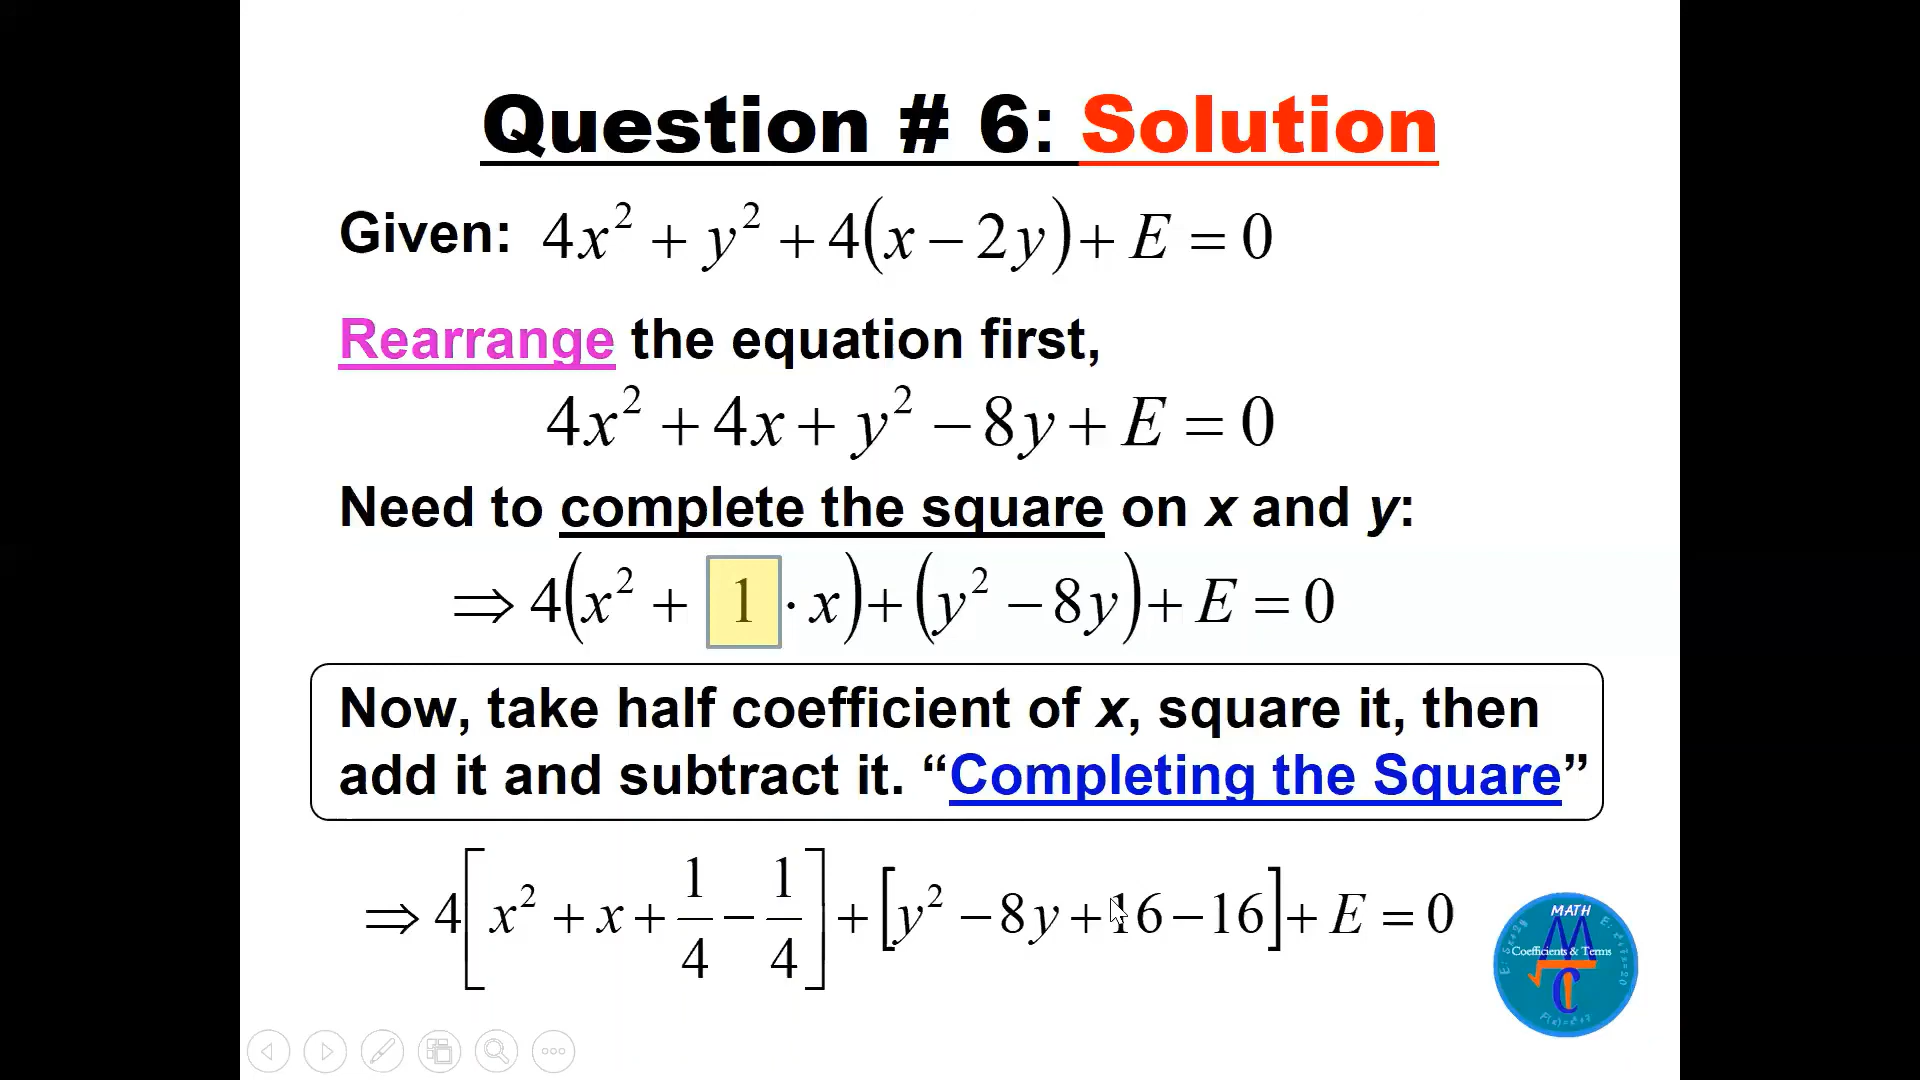 Question # 6: Solution
Given: 4x² + y² + 4(x − 2y) + E = 0
Rearrange the equation first,
4x² + 4x + y² − 8y + E = 0
Need to complete the square on x and y:
⇒ 4(x² + 1 · x) + (y² − 8y) + E = 0
Now, take half coefficient of x, square it, then
add it and subtract it. “Completing the Square”
⇒ 4[x² + x + 1/4 − 1/4] + [y² − 8y + 16 − 16] + E = 0
MATH
Coefficients & Terms